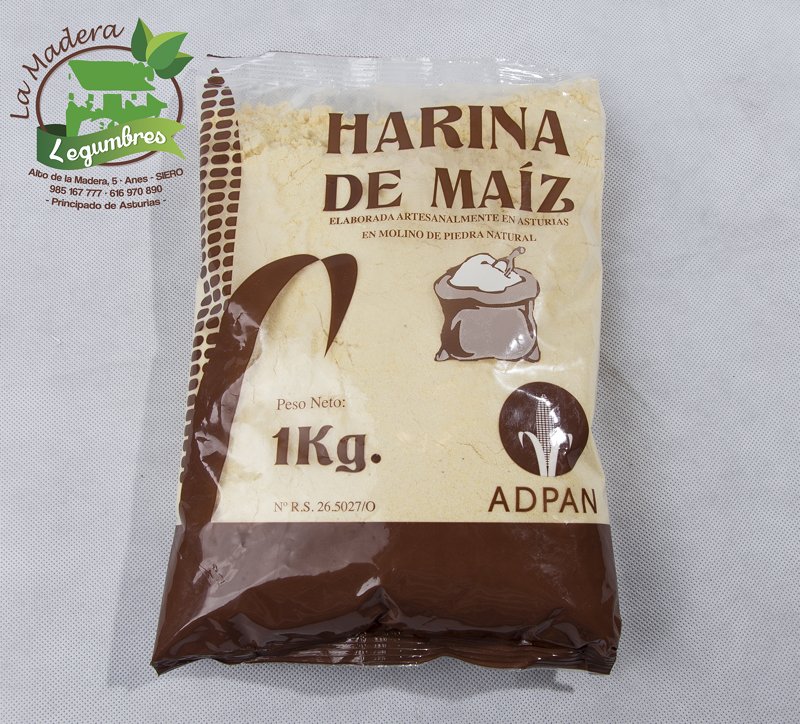 La Madera
Legumbres
Alto de la Madera, 5 - Anes - SIERO
985 167 777 · 616 970 890
- Principado de Asturias -
HARINA
DE MAÍZ
ELABORADA ARTESANALMENTE EN ASTURIAS
EN MOLINO DE PIEDRA NATURAL
Peso Neto:
1Kg.
Nº R.S. 26.5027/O
ADPAN